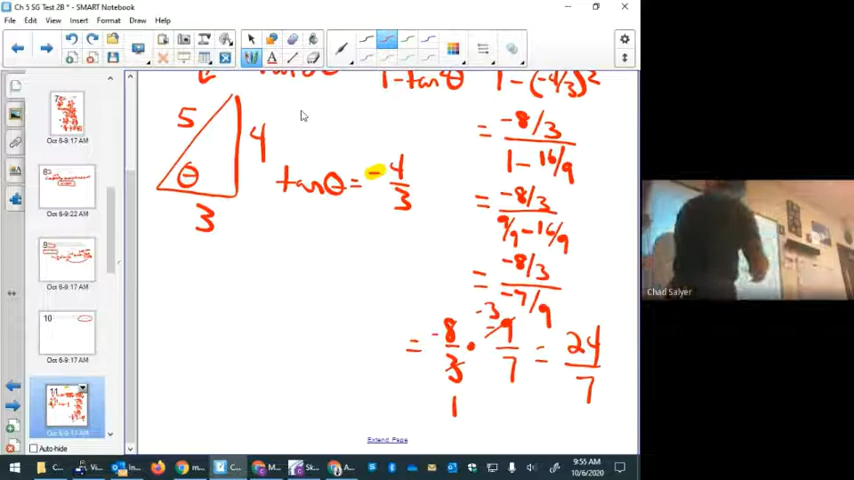 Ch 5 SG Test 2B * - SMART Notebook
File Edit View Insert Format Draw Help
1-tanθ 1-(-4/3)²
5 4 θ 3
tanθ = -4/3
= -8/3 / 1-16/9
= -8/3 / 9/9-16/9
= -8/3 / -7/9
= -8/3 • -9/7 = 24/7
-3
1
Oct 6-9:17 AM
8
Oct 6-9:22 AM
9
Oct 6-9:17 AM
10
Oct 6-9:17 AM
11
Auto-hide
Extend Page
Chad Salyer
9:55 AM
10/6/2020